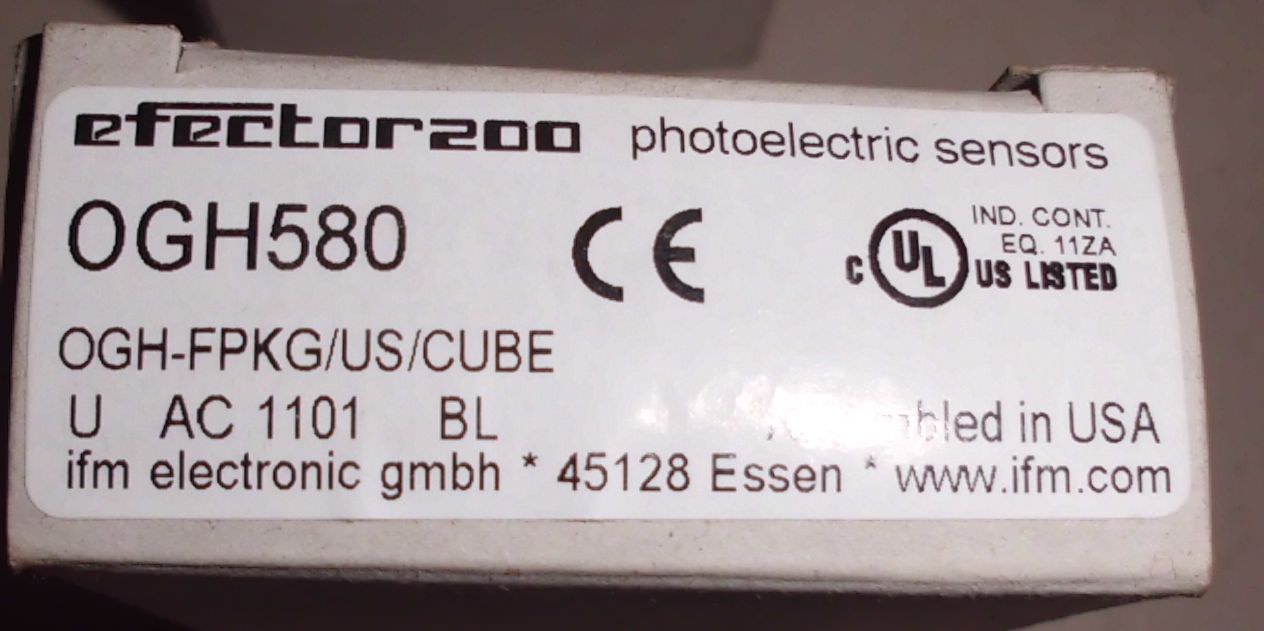 efector200 photoelectric sensors
OGH580
CE
IND. CONT.
EQ. 11ZA
C UL US LISTED
OGH-FPKG/US/CUBE
U AC 1101 BL in USA
ifm electronic gmbh * 45128 Essen * www.ifm.com